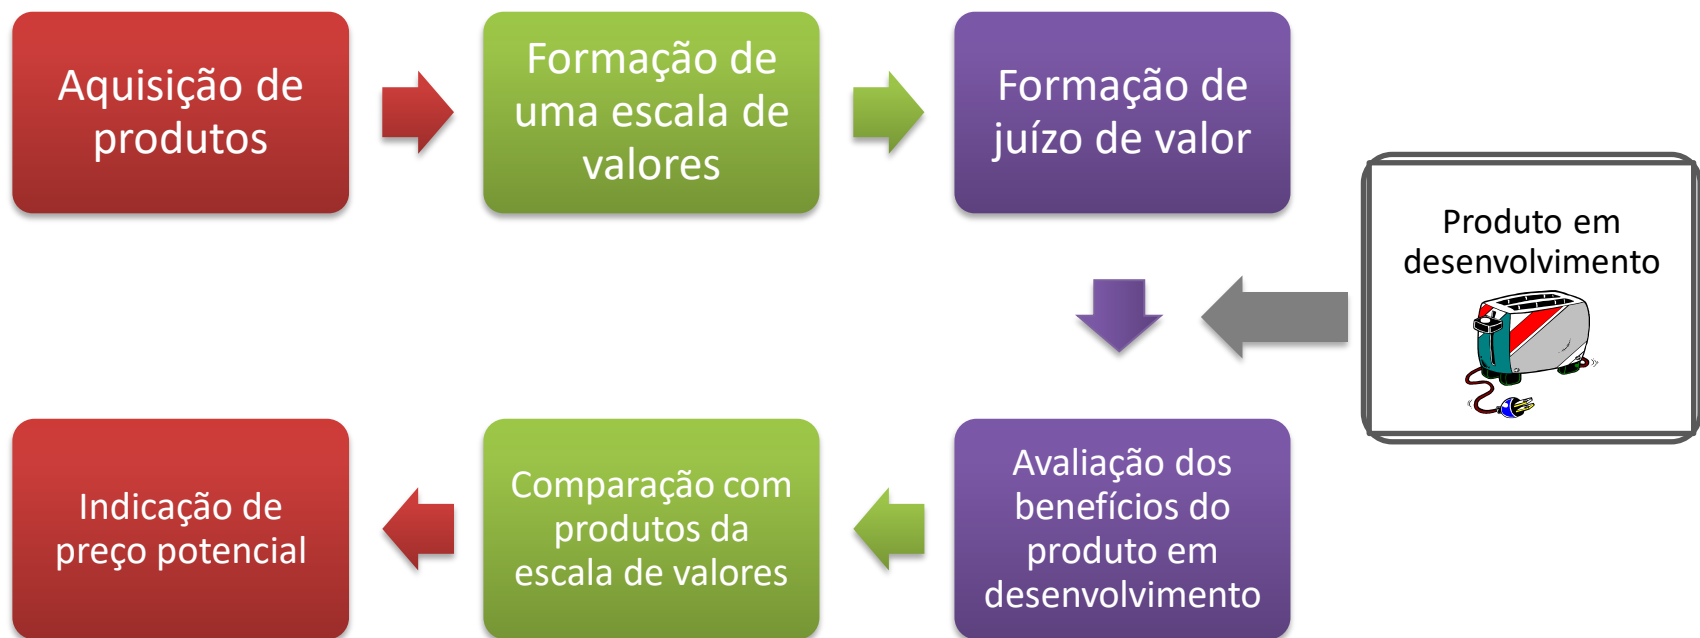 Aquisição de
produtos
Formação de
uma escala de
valores
Formação de
juízo de valor
Produto em
desenvolvimento
Avaliação dos
benefícios do
produto em
desenvolvimento
Comparação com
produtos da
escala de valores
Indicação de
preço potencial